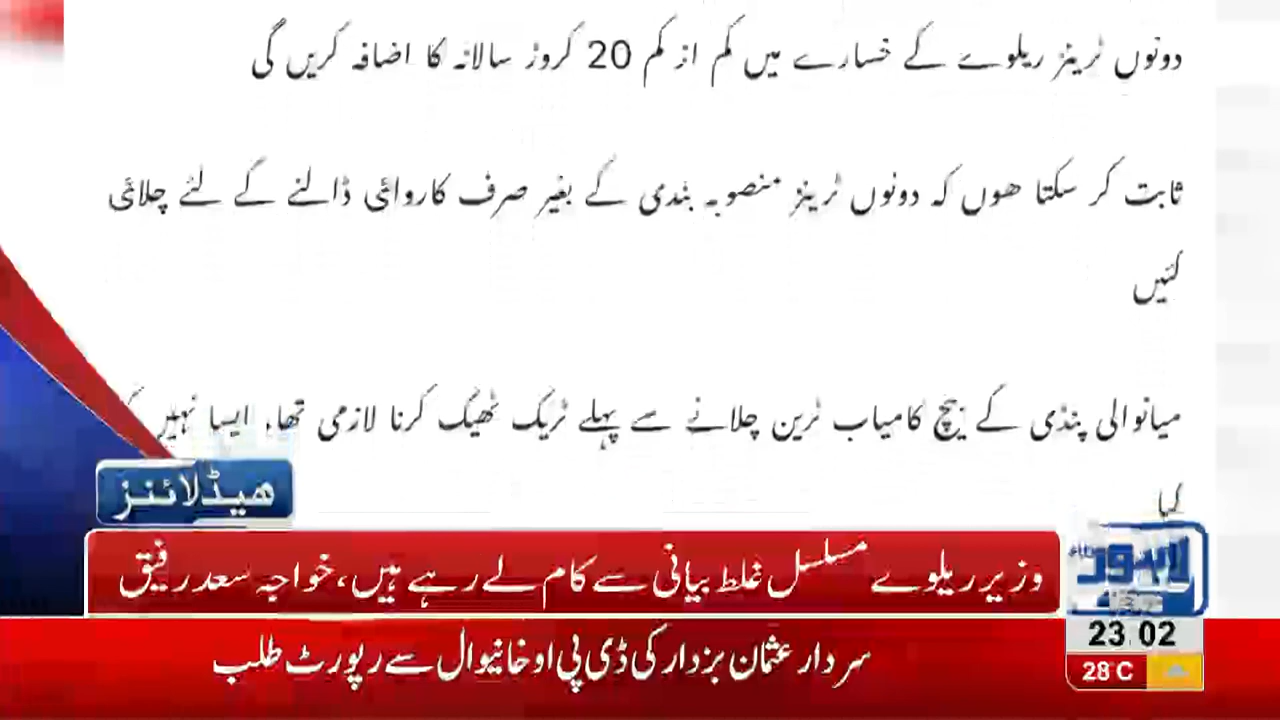 دونوں ٹرینز ریلوے کے خسارے میں کم از کم 20 کروڑ سالانہ کا اضافہ کریں گی
ثابت کر سکتا ھوں کہ دونوں ٹرینز منصوبہ بندی کے بغیر صرف کاروائی ڈالنے کے لئے چلائی
گئیں
میانوالی پنڈی کے بیچ کامیاب ٹرین چلانے سے پہلے ٹریک ٹھیک کرنا لازمی تھا، ایسا نہیں
گیا
ھیڈلائنز
وزیر ریلوے مسلسل غلط بیانی سے کام لے رہے ہیں، خواجہ سعد رفیق
لاہور
23:02
سردار عثمان بزدار کی ڈی پی او خانیوال سے رپورٹ طلب
28°C